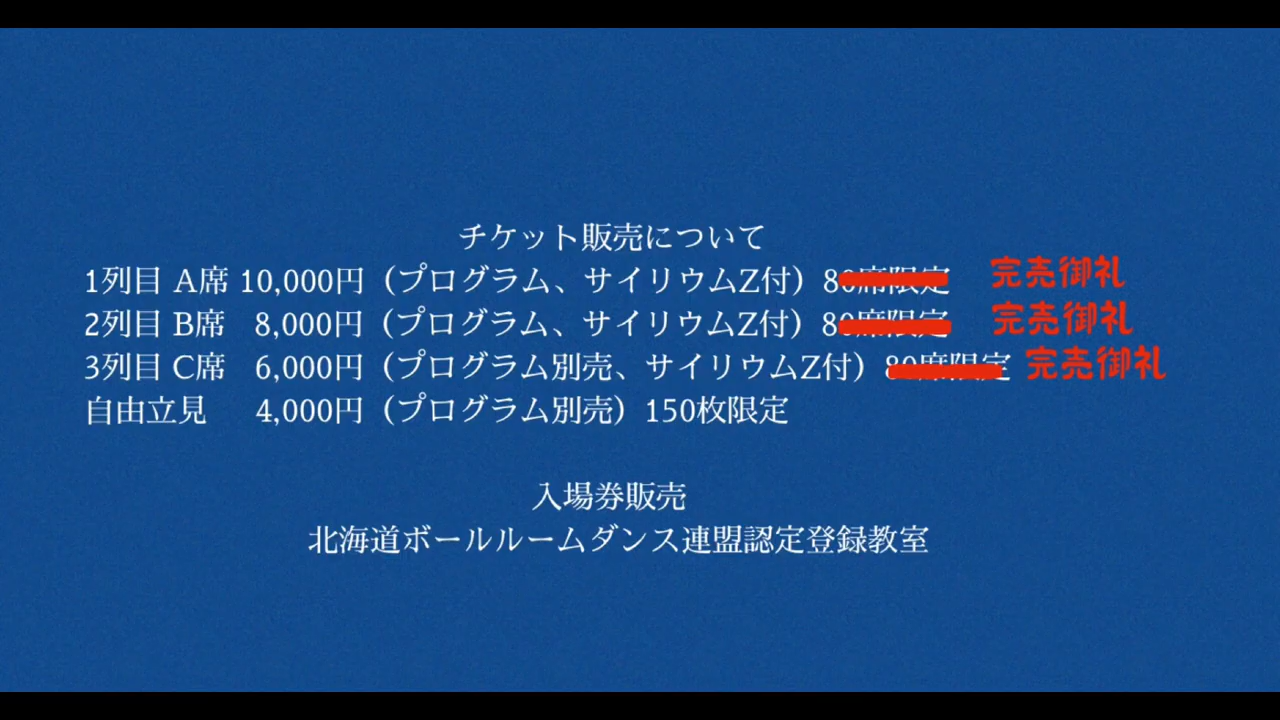 チケット販売について
1列目 A席 10,000円（プログラム、サイリウムZ付）80席限定 完売御礼
2列目 B席 8,000円（プログラム、サイリウムZ付）80席限定 完売御礼
3列目 C席 6,000円（プログラム別売、サイリウムZ付）80席限定 完売御礼
自由立見 4,000円（プログラム別売）150枚限定
入場券販売
北海道ボールルームダンス連盟認定登録教室